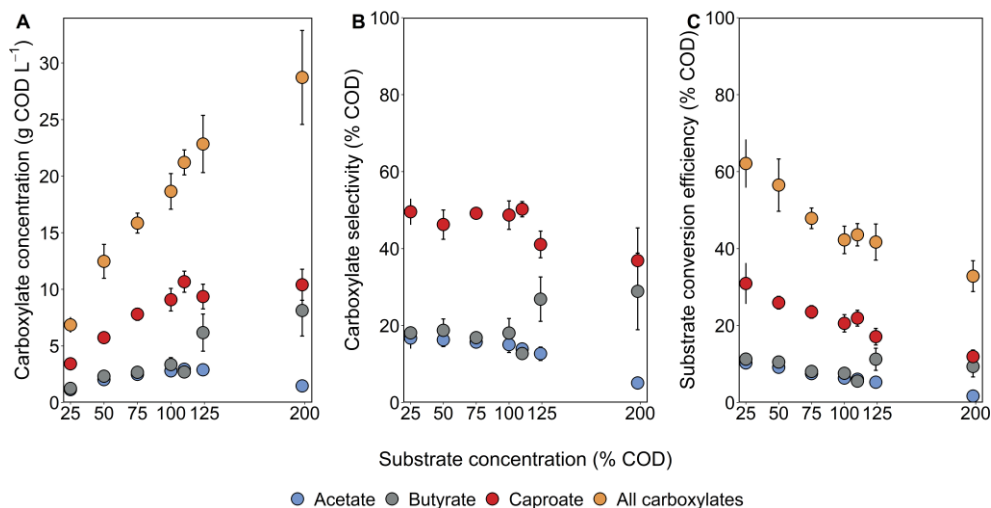 A
B
C
Carboxylate concentration (g COD L⁻¹)
30
25
20
15
10
5
0
25 50 75 100 125 200
Carboxylate selectivity (% COD)
100
80
60
40
20
0
25 50 75 100 125 200
Substrate conversion efficiency (% COD)
100
80
60
40
20
0
25 50 75 100 125 200
Substrate concentration (% COD)
Acetate Butyrate Caproate All carboxylates